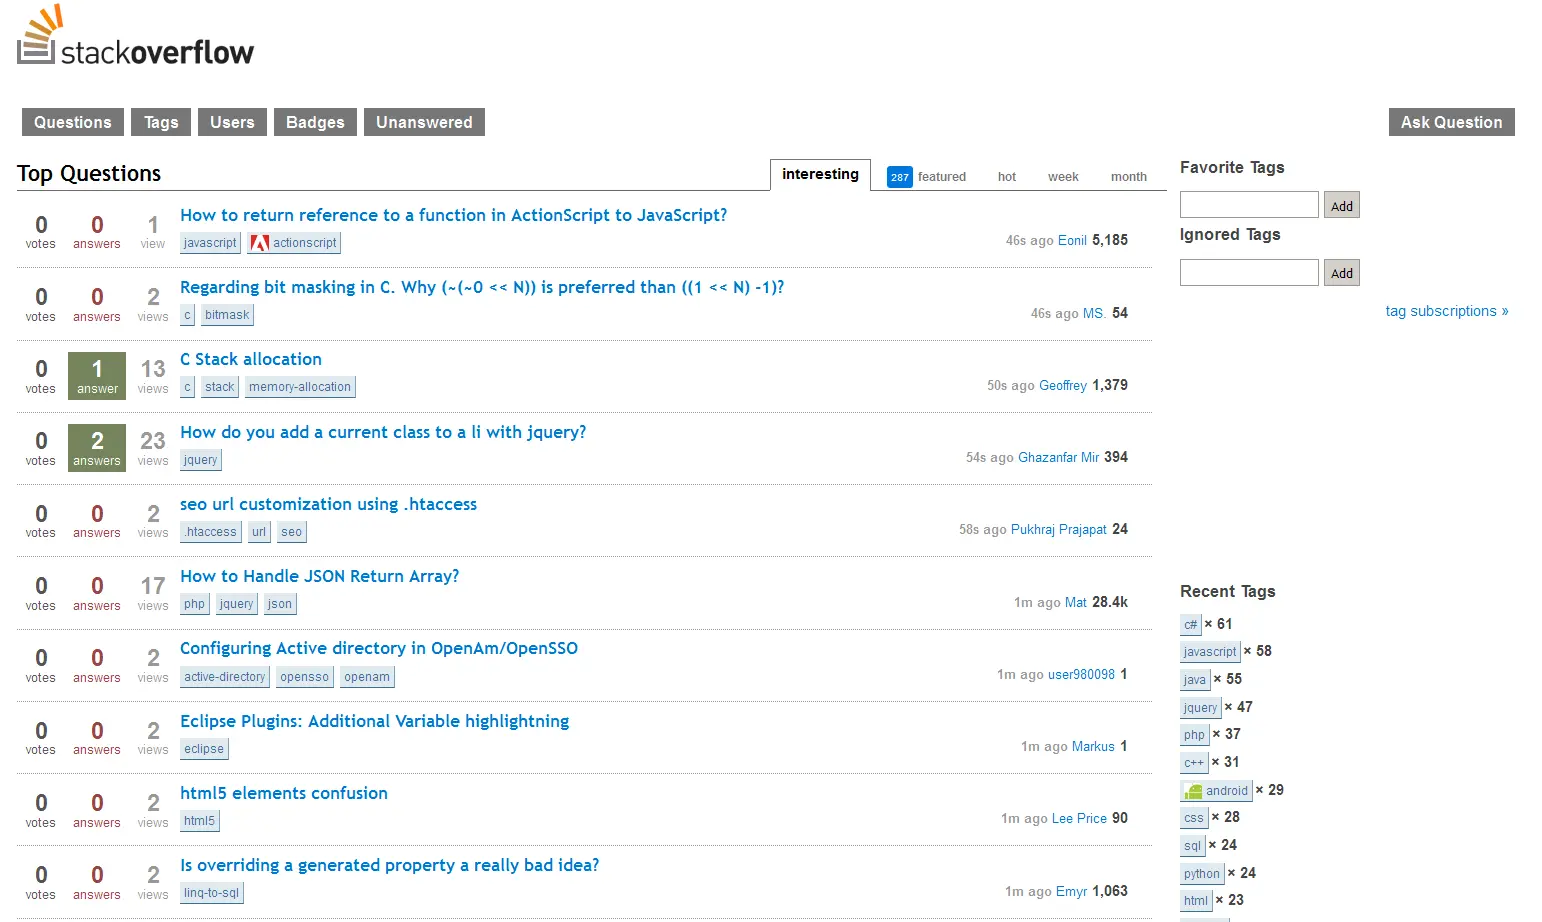 stackoverflow
Questions Tags Users Badges Unanswered Ask Question
Top Questions interesting 287 featured hot week month
0 votes 0 answers 1 view How to return reference to a function in ActionScript to JavaScript?
javascript actionscript 46s ago Eonil 5,185
0 votes 0 answers 2 views Regarding bit masking in C. Why (~(~0 << N)) is preferred than ((1 << N) -1)?
c bitmask 46s ago MS. 54
0 votes 1 answer 13 views C Stack allocation
c stack memory-allocation 50s ago Geoffrey 1,379
0 votes 2 answers 23 views How do you add a current class to a li with jquery?
jquery 54s ago Ghazanfar Mir 394
0 votes 0 answers 2 views seo url customization using .htaccess
.htaccess url seo 58s ago Pukhraj Prajapat 24
0 votes 0 answers 17 views How to Handle JSON Return Array?
php jquery json 1m ago Mat 28.4k
0 votes 0 answers 2 views Configuring Active directory in OpenAm/OpenSSO
active-directory opensso openam 1m ago user980098 1
0 votes 0 answers 2 views Eclipse Plugins: Additional Variable highlightning
eclipse 1m ago Markus 1
0 votes 0 answers 2 views html5 elements confusion
html5 1m ago Lee Price 90
0 votes 0 answers 2 views Is overriding a generated property a really bad idea?
linq-to-sql 1m ago Emyr 1,063
Favorite Tags
Add
Ignored Tags
Add
tag subscriptions »
Recent Tags
c# × 61
javascript × 58
java × 55
jquery × 47
php × 37
c++ × 31
android × 29
css × 28
sql × 24
python × 24
html × 23